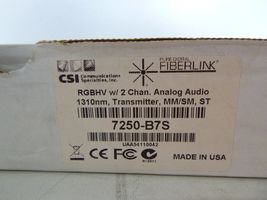 CSI Communications Specialties, Inc.
PURE DIGITAL
FIBERLINK®
RGBHV w/ 2 Chan. Analog Audio
1310nm, Transmitter, MM/SM, ST
7250-B7S
UAA54110042
MADE IN USA